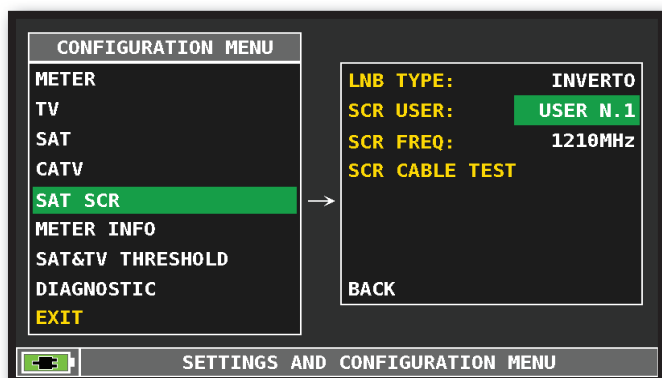 CONFIGURATION MENU
METER
TV
SAT
CATV
SAT SCR
METER INFO
SAT&TV THRESHOLD
DIAGNOSTIC
EXIT
LNB TYPE: INVERTO
SCR USER: USER N.1
SCR FREQ: 1210MHz
SCR CABLE TEST
BACK
SETTINGS AND CONFIGURATION MENU